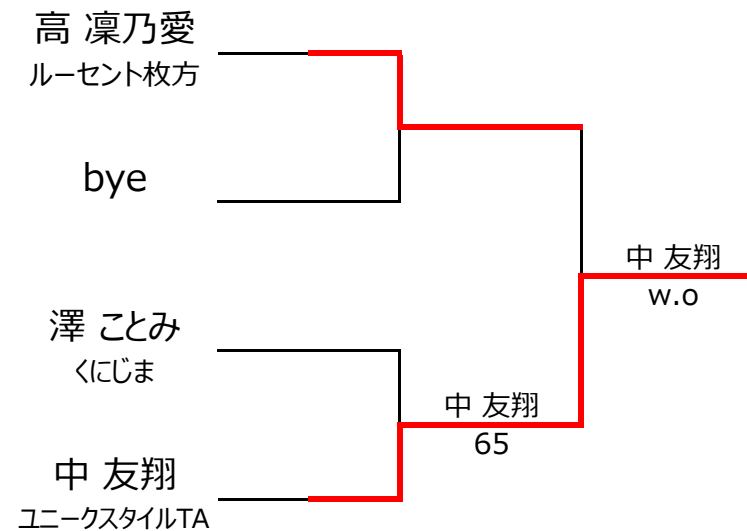 高 凜乃愛
ルーセント枚方
bye
澤 ことみ
くにじま
中 友翔
ユニークスタイルTA
中 友翔
65
中 友翔
w.o